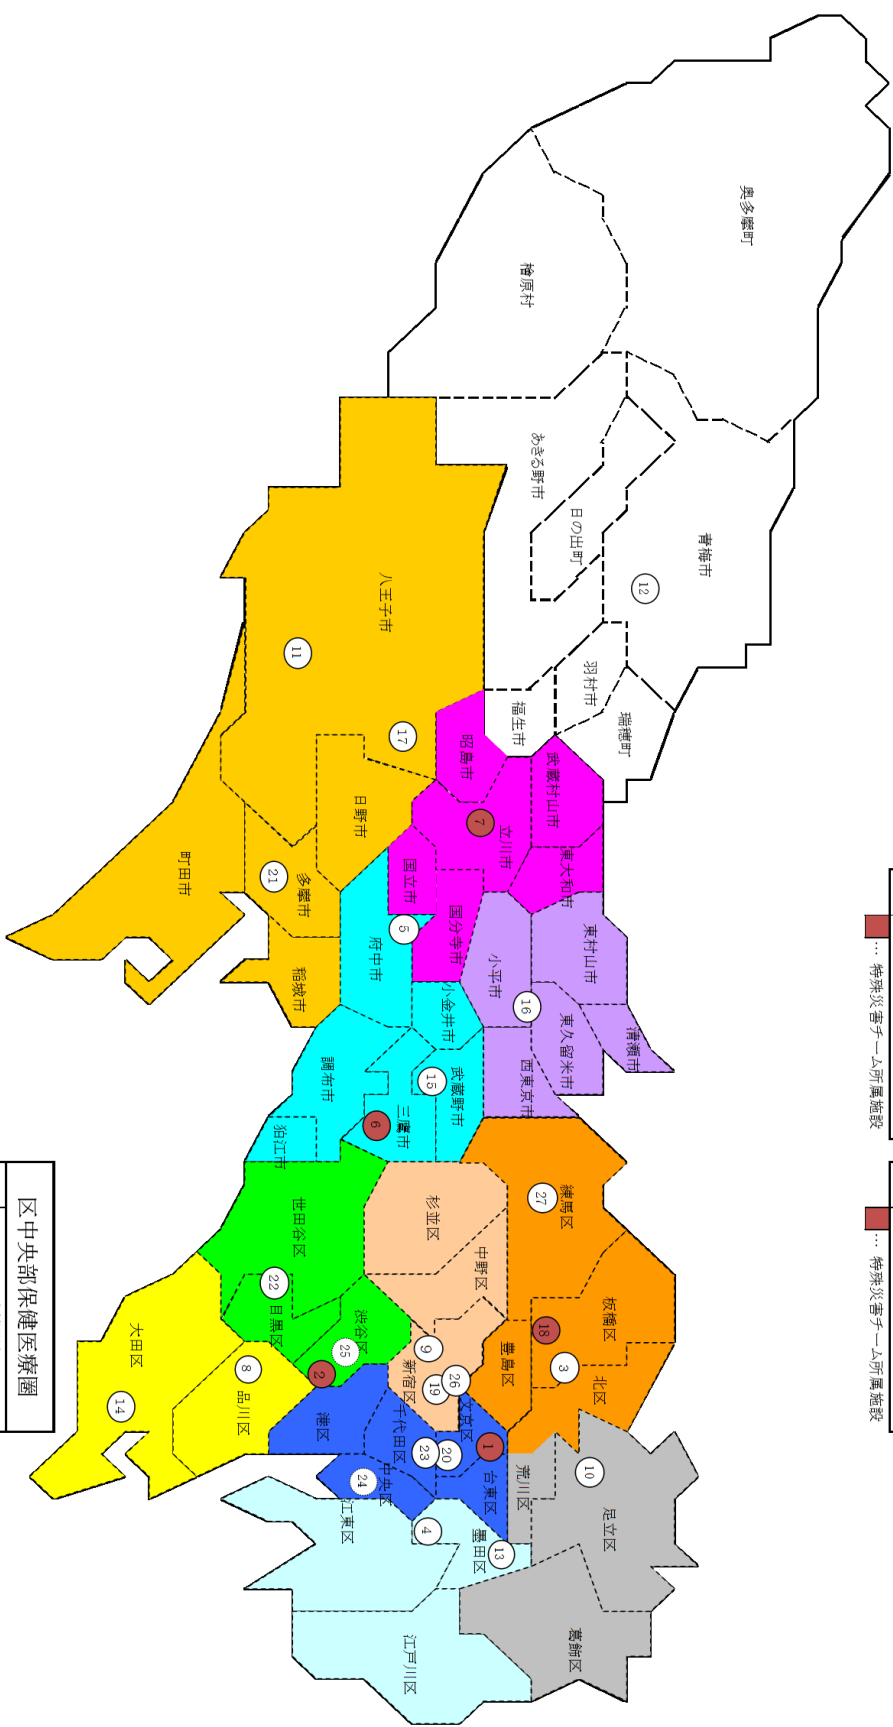 奥多摩町
檜原村
青梅市
あきる野市
日の出町
12
羽村市
瑞穂町
福生市
八王子市
11
17
昭島市
武蔵村山市
7
立川市
東大和市
国立市
国分寺市
日野市
町田市
21
多摩市
稲城市
5
府中市
小金井市
小平市
16
東村山市
東久留米市
清瀬市
西東京市
調布市
狛江市
15
武蔵野市
6
三鷹市
27
練馬区
板橋区
18
3
北区
豊島区
杉並区
中野区
9
新宿区
19
26
世田谷区
22
目黒区
渋谷区
25
2
大田区
14
8
品川区
港区
千代田区
23
20
文京区
1
台東区
中央区
24
荒川区
10
足立区
葛飾区
江東区
4
墨田区
13
江戸川区
… 特殊災害チーム所属施設
… 特殊災害チーム所属施設
区中央部保健医療圏